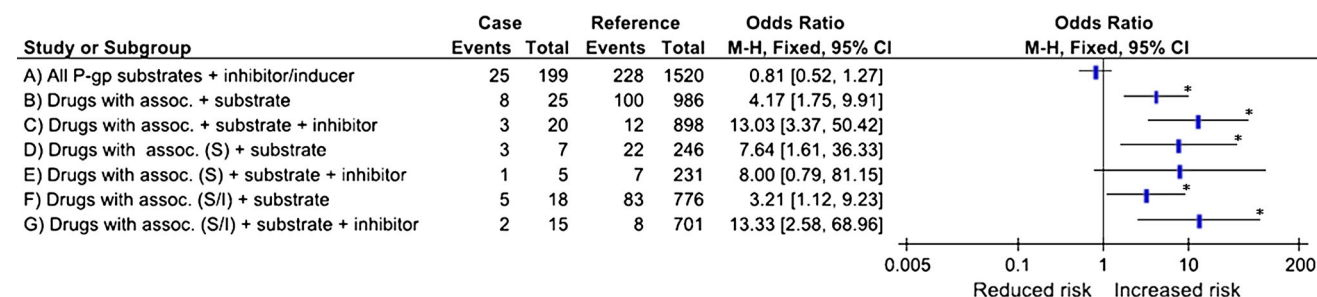 Case Reference Odds Ratio Odds Ratio
Study or Subgroup Events Total Events Total M-H, Fixed, 95% CI M-H, Fixed, 95% CI
A) All P-gp substrates + inhibitor/inducer 25 199 228 1520 0.81 [0.52, 1.27]
B) Drugs with assoc. + substrate 8 25 100 986 4.17 [1.75, 9.91] *
C) Drugs with assoc. + substrate + inhibitor 3 20 12 898 13.03 [3.37, 50.42] *
D) Drugs with assoc. (S) + substrate 3 7 22 246 7.64 [1.61, 36.33] *
E) Drugs with assoc. (S) + substrate + inhibitor 1 5 7 231 8.00 [0.79, 81.15]
F) Drugs with assoc. (S/I) + substrate 5 18 83 776 3.21 [1.12, 9.23] *
G) Drugs with assoc. (S/I) + substrate + inhibitor 2 15 8 701 13.33 [2.58, 68.96] *
0.005 0.1 1 10 200
Reduced risk Increased risk